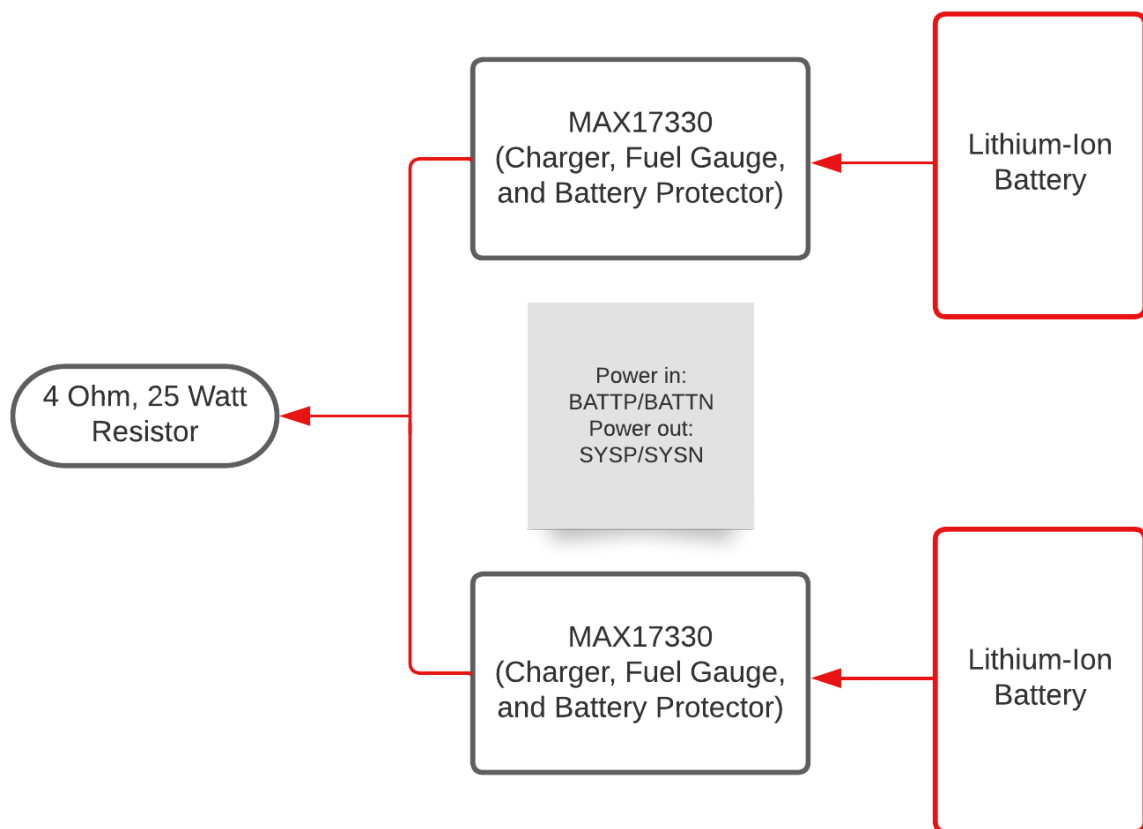 MAX17330
(Charger, Fuel Gauge,
and Battery Protector)
Lithium-Ion
Battery
4 Ohm, 25 Watt
Resistor
Power in:
BATTP/BATTN
Power out:
SYSP/SYSN
MAX17330
(Charger, Fuel Gauge,
and Battery Protector)
Lithium-Ion
Battery